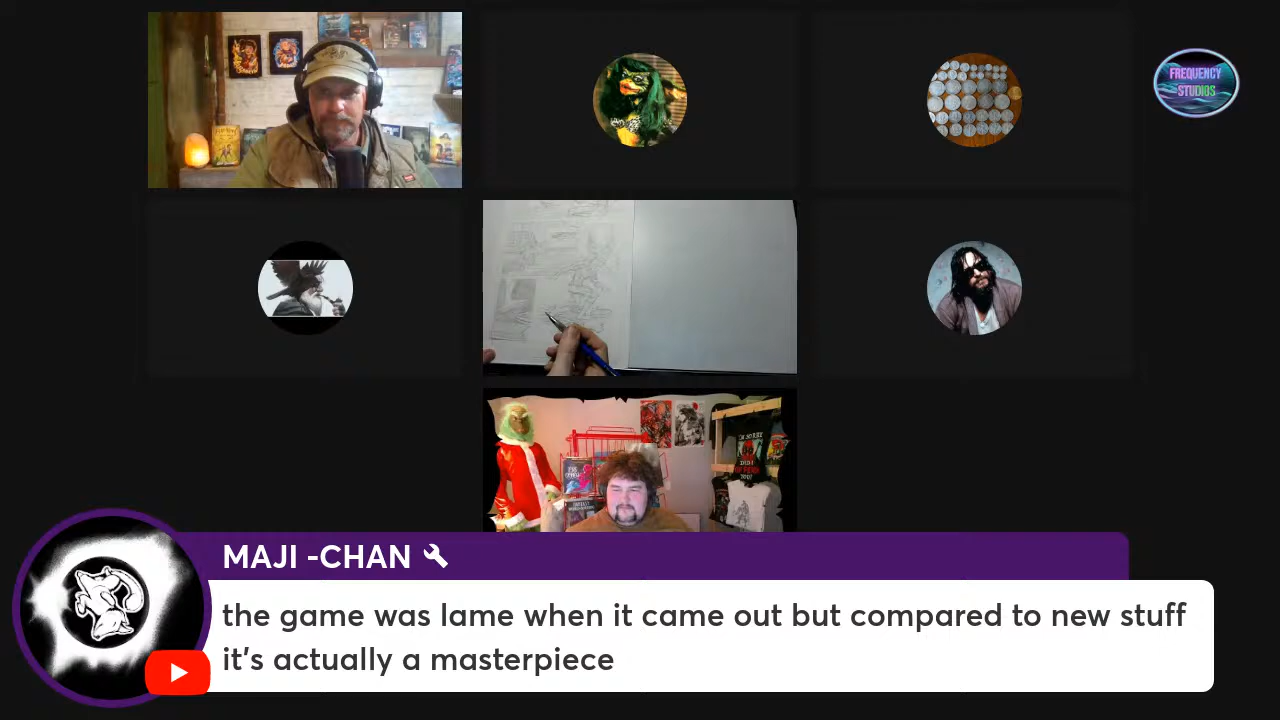 FREQUENCY
STUDIOS
MAJI -CHAN
the game was lame when it came out but compared to new stuff
it's actually a masterpiece